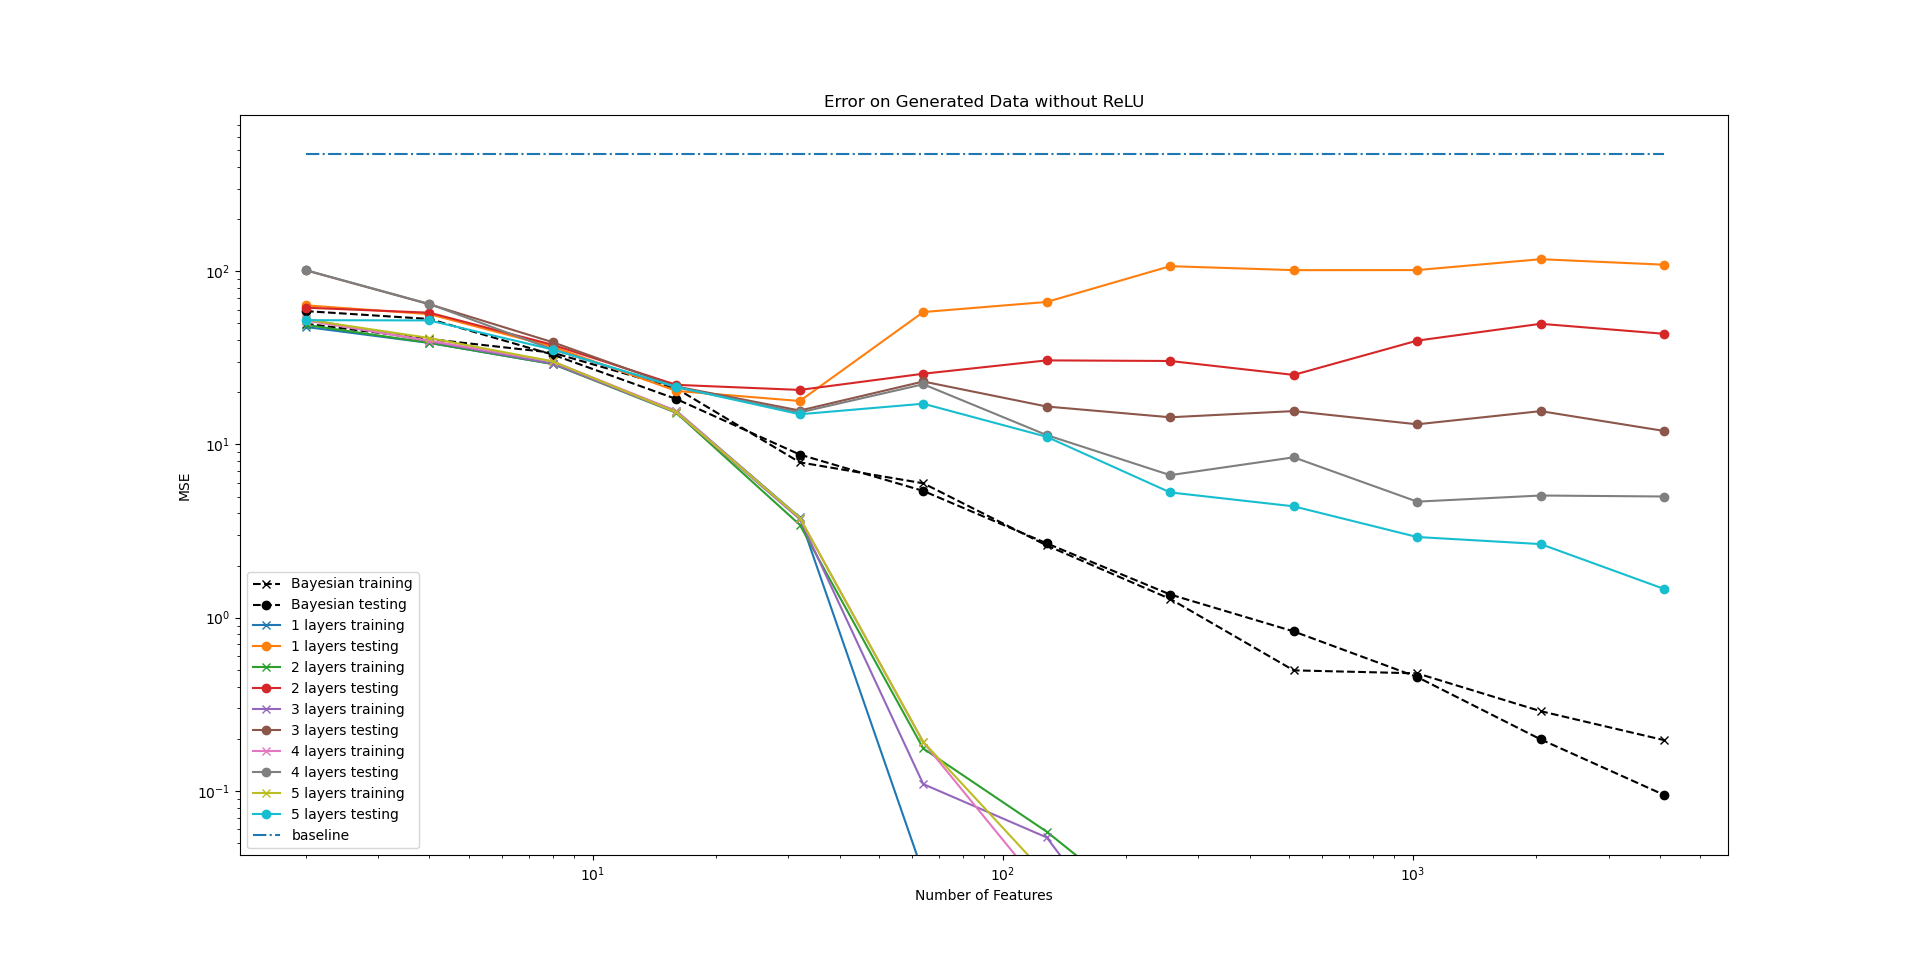 Error on Generated Data without ReLU
MSE
10²
10¹
10⁰
10⁻¹
Bayesian training
Bayesian testing
1 layers training
1 layers testing
2 layers training
2 layers testing
3 layers training
3 layers testing
4 layers training
4 layers testing
5 layers training
5 layers testing
baseline
10¹ 10² 10³
Number of Features